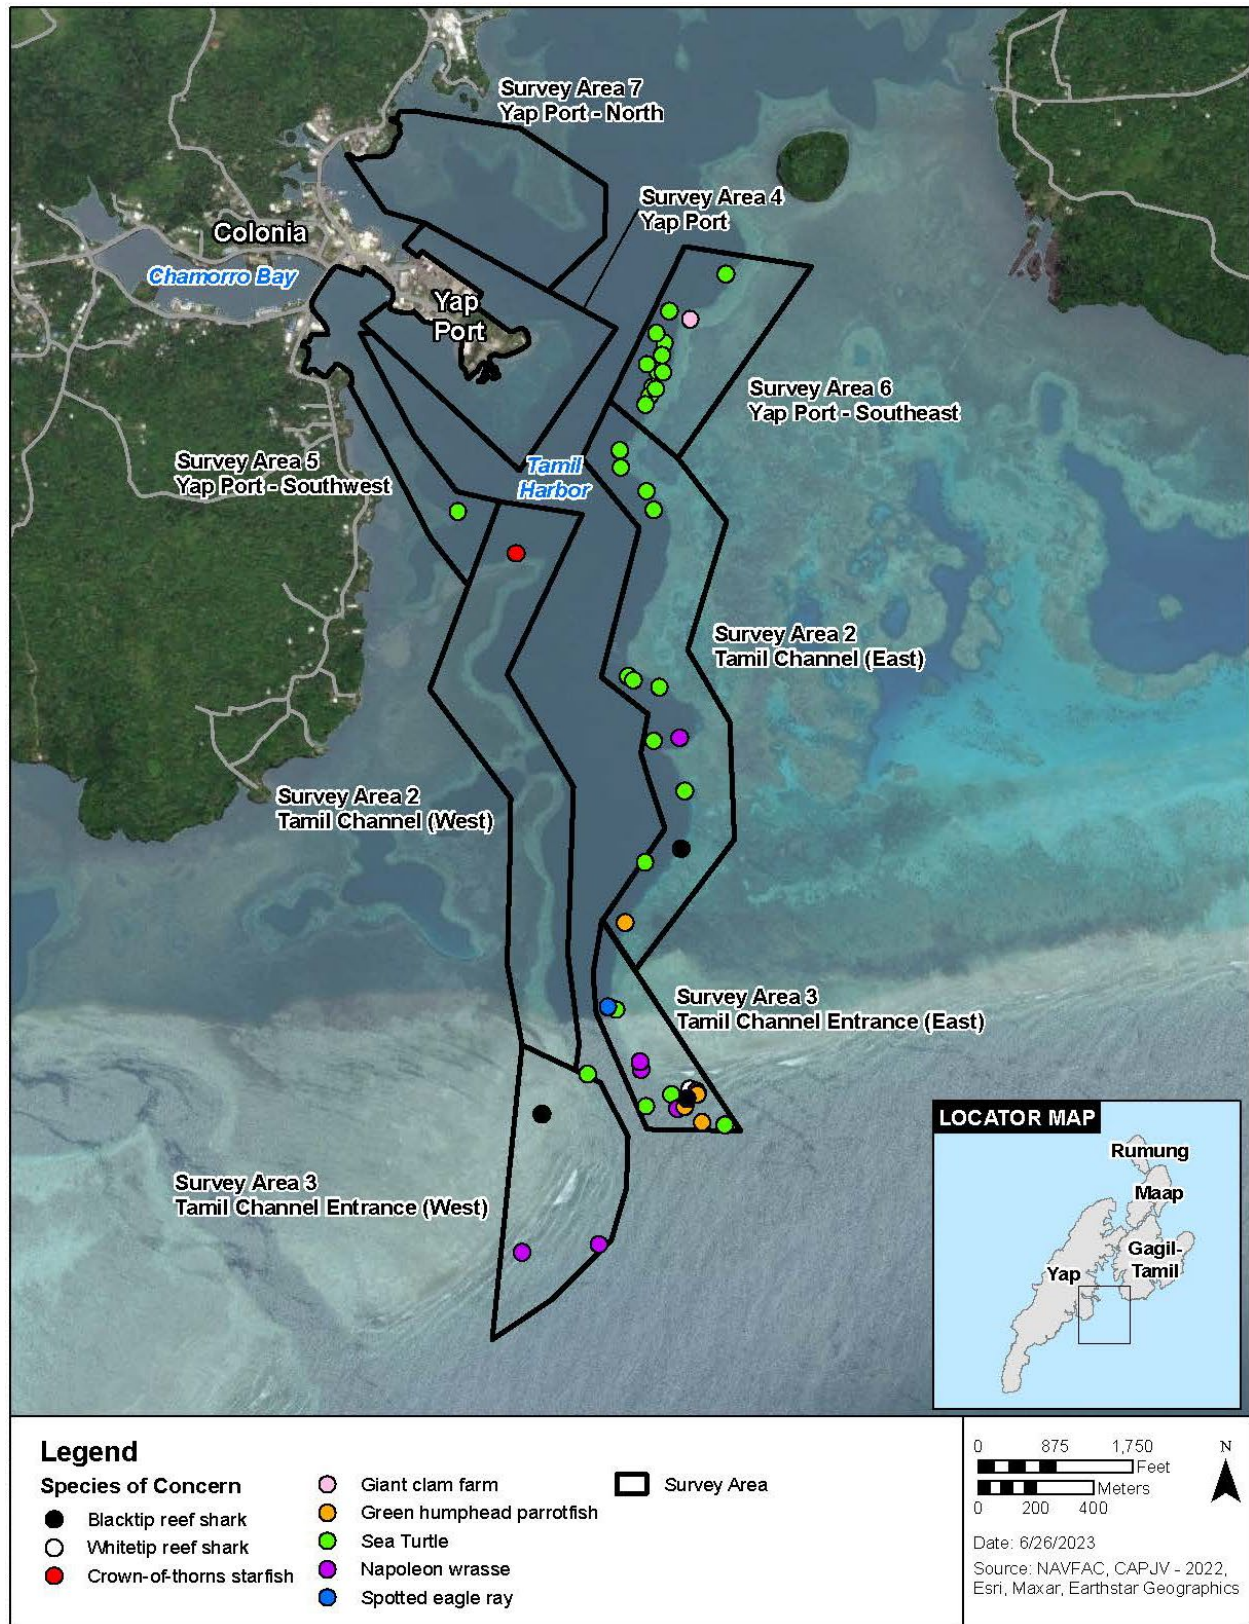 Survey Area 7
Yap Port - North
Survey Area 4
Yap Port
Colonia
Chamorro Bay
Yap
Port
Survey Area 6
Yap Port - Southeast
Survey Area 5
Yap Port - Southwest
Tamil
Harbor
Survey Area 2
Tamil Channel (East)
Survey Area 2
Tamil Channel (West)
Survey Area 3
Tamil Channel Entrance (East)
Survey Area 3
Tamil Channel Entrance (West)
LOCATOR MAP
Rumung
Maap
Gagil-
Tamil
Yap
Legend
Species of Concern
Blacktip reef shark
Whitetip reef shark
Crown-of-thorns starfish
Giant clam farm
Green humphead parrotfish
Sea Turtle
Napoleon wrasse
Spotted eagle ray
Survey Area
0 875 1,750
Feet
Meters
0 200 400
N
Date: 6/26/2023
Source: NAVFAC, CAPJV - 2022,
Esri, Maxar, Earthstar Geographics